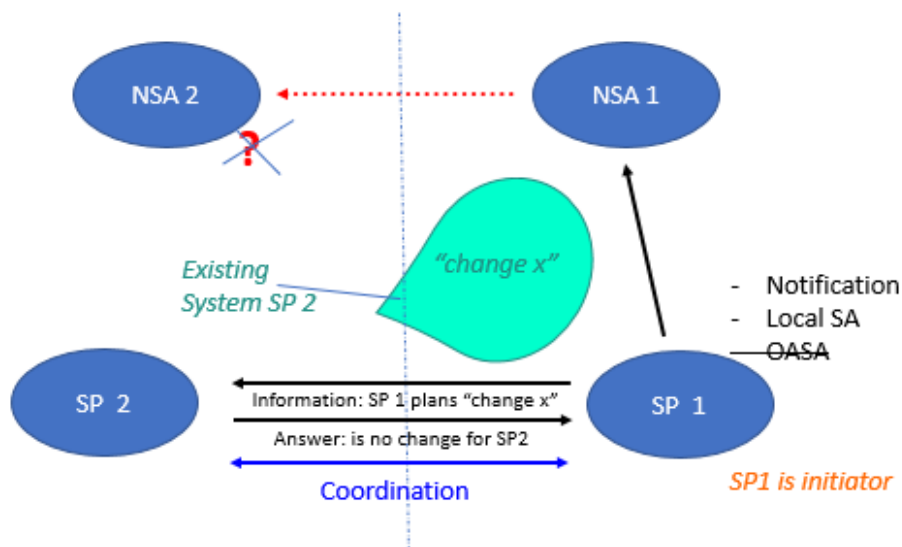 NSA 2
NSA 1
?
"change x"
Existing
System SP 2
- Notification
- Local SA
- OASA
SP 2
Information: SP 1 plans "change x"
SP 1
Answer: is no change for SP2
Coordination
SP1 is initiator